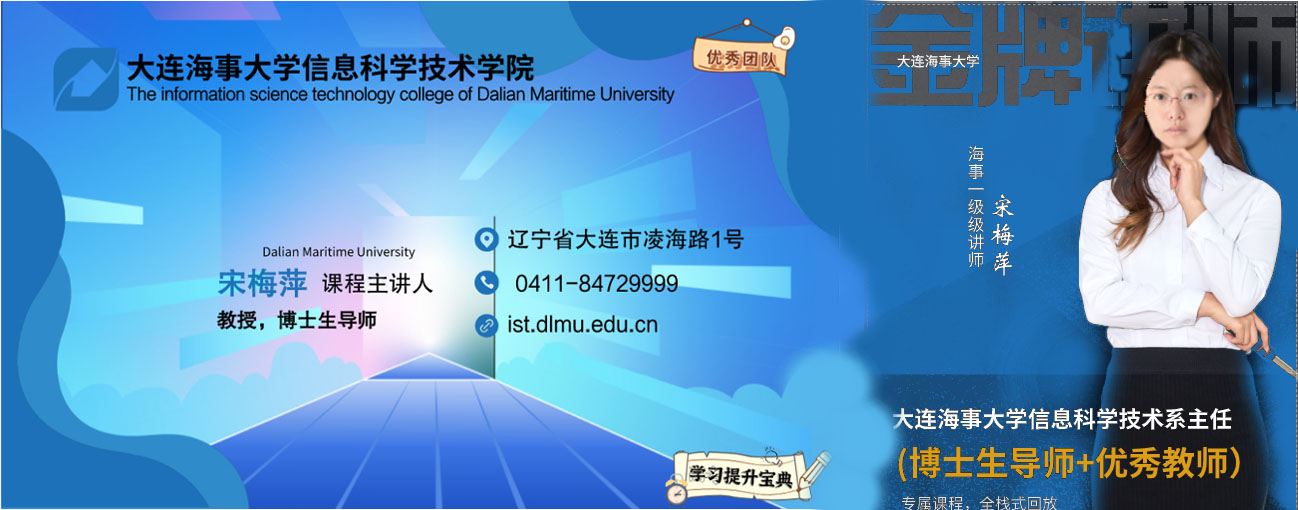 大连海事大学信息科学技术学院
The information science technology college of Dalian Maritime University
优秀团队
Dalian Maritime University
宋梅萍 课程主讲人
教授，博士生导师
辽宁省大连市凌海路1号
0411-84729999
ist.dlmu.edu.cn
学习提升宝典
金牌讲师
大连海事大学
海事一级级讲师
宋梅萍
大连海事大学信息科学技术系主任
(博士生导师+优秀教师）
专属课程，全栈式回放